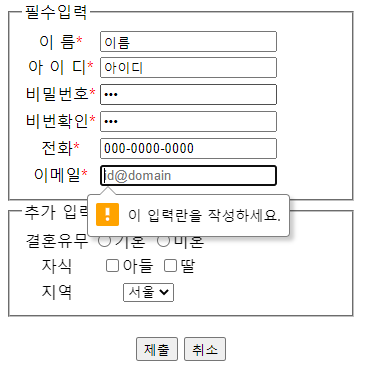 필수입력
이 름* 이름
아 이 디* 아이디
비밀번호* •••
비번확인* •••
전화* 000-0000-0000
이메일* id@domain
! 이 입력란을 작성하세요.
추가 입력
결혼유무 기혼 미혼
자식 아들 딸
지역 서울
제출 취소